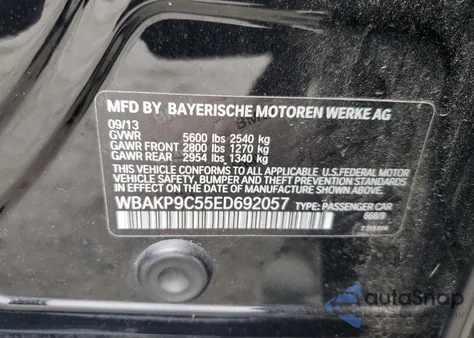 MFD BY BAYERISCHE MOTOREN WERKE AG
09/13
GVWR 5600 lbs 2540 kg
GAWR FRONT 2800 lbs 1270 kg
GAWR REAR 2954 lbs 1340 kg
THIS VEHICLE CONFORMS TO ALL APPLICABLE U.S.FEDERAL MOTOR
VEHICLE SAFETY, BUMPER AND THEFT PREVENTION STANDARDS IN
EFFECT ON THE DATE OF MANUFACTURE SHOWN ABOVE.
WBAKP9C55ED692057 TYPE: PASSENGER CAR
668/9
autoSnap